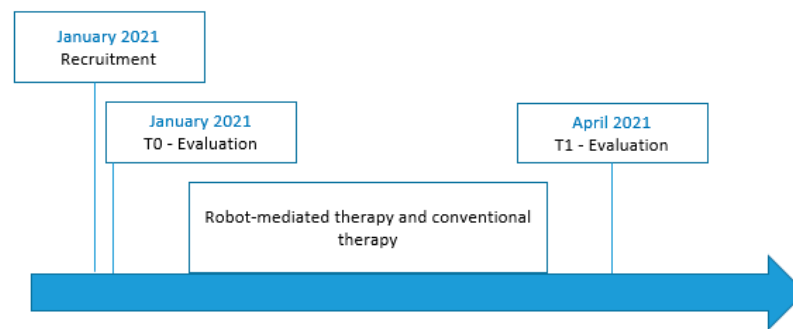 January 2021
Recruitment
January 2021
T0 - Evaluation
April 2021
T1 - Evaluation
Robot-mediated therapy and conventional
therapy